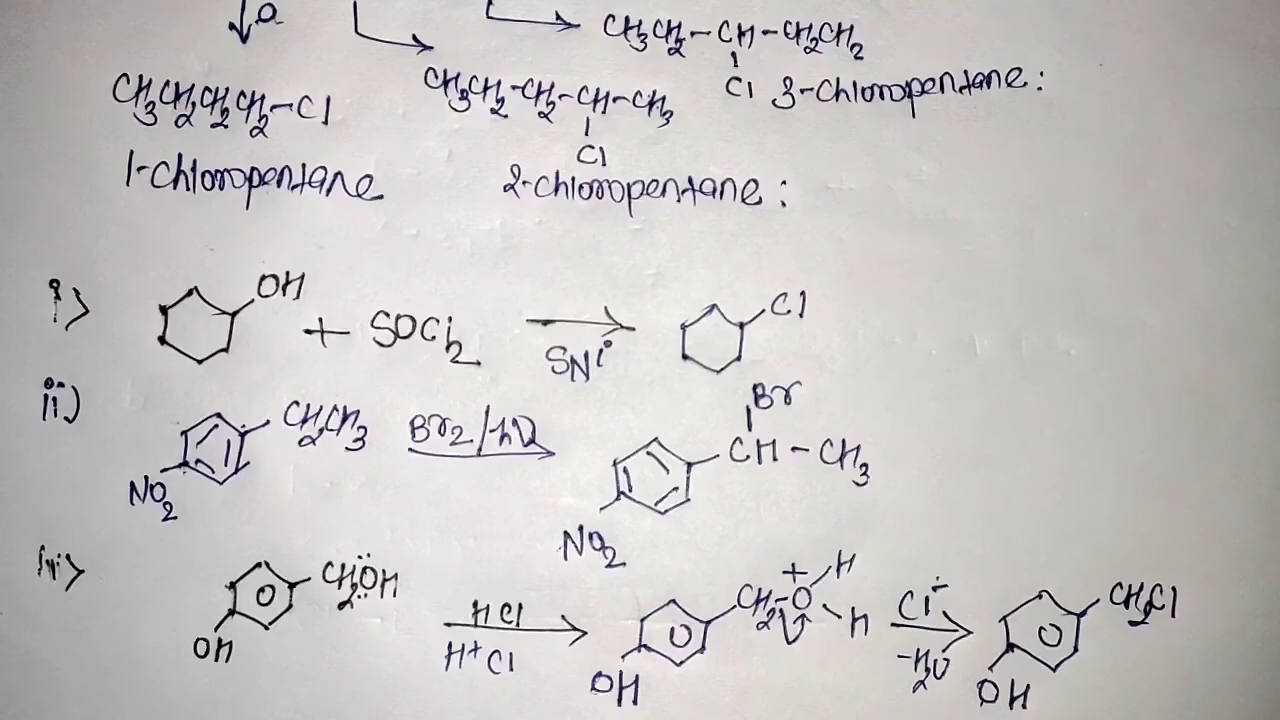 a
CH3CH2-CH-CH2CH2
Cl 3-chloropentane:
CH3CH2CH2CH2-Cl
CH3CH2-CH2-CH-CH3
Cl
1-chloropentane
2-chloropentane:
i>
OH
+ SOCl2
SNi
Cl
ii)
CH2CH3
NO2
Br2/hν
Br
CH-CH3
NO2
iii>
CH2ÖH
OH
HCl
H+Cl
CH2-O
+
H
H
OH
Cl-
-H2O
CH2Cl
OH